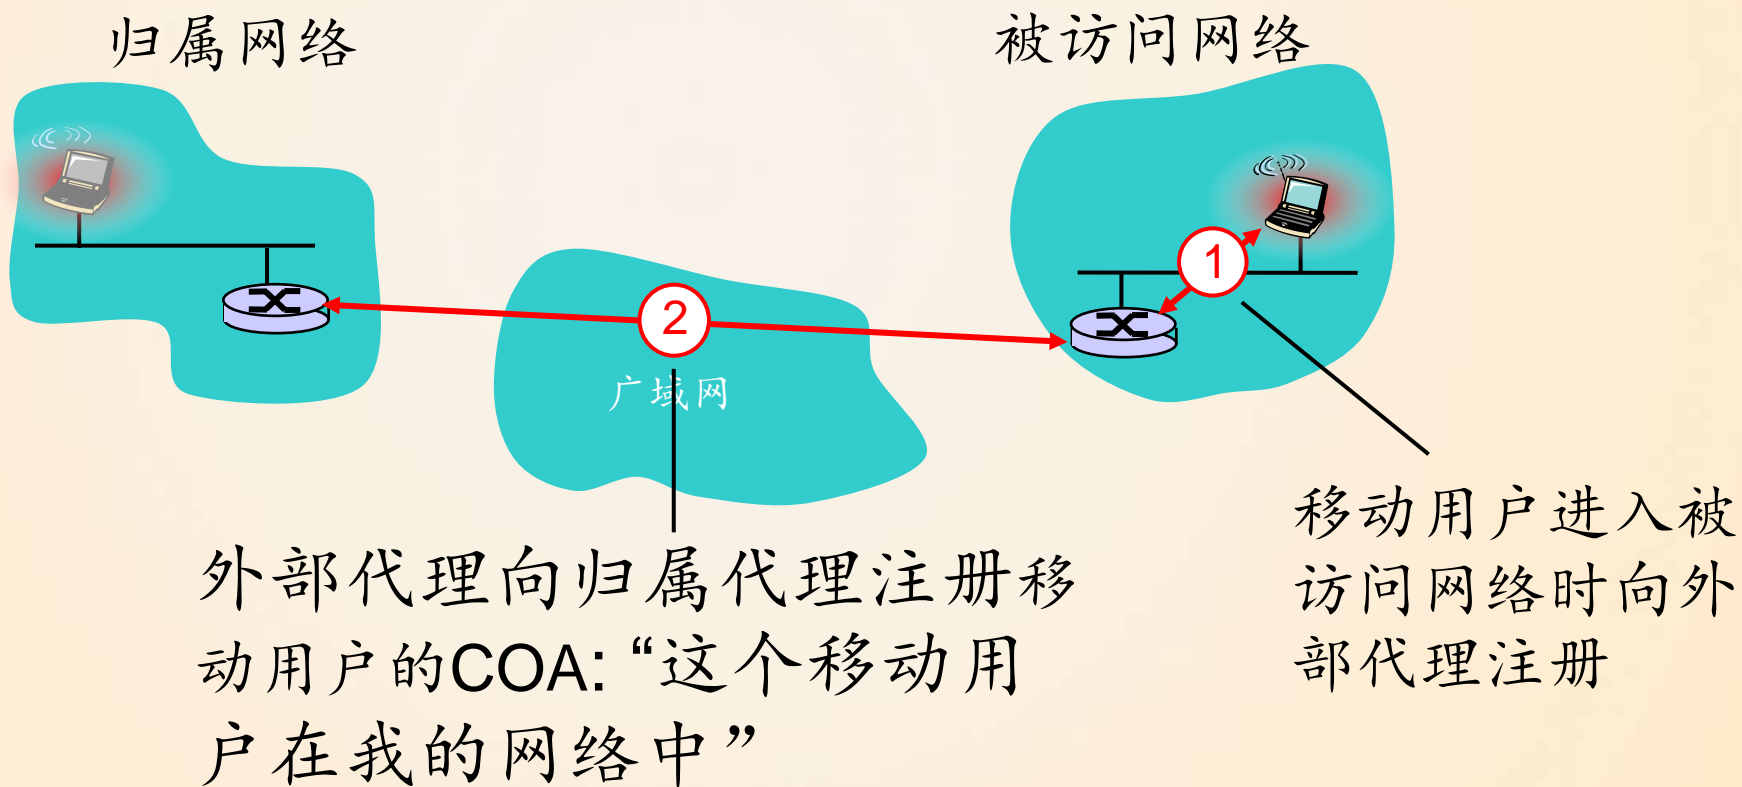 归属网络
被访问网络
1
2
广域网
外部代理向归属代理注册移
动用户的COA: “这个移动用
户在我的网络中”
移动用户进入被
访问网络时向外
部代理注册